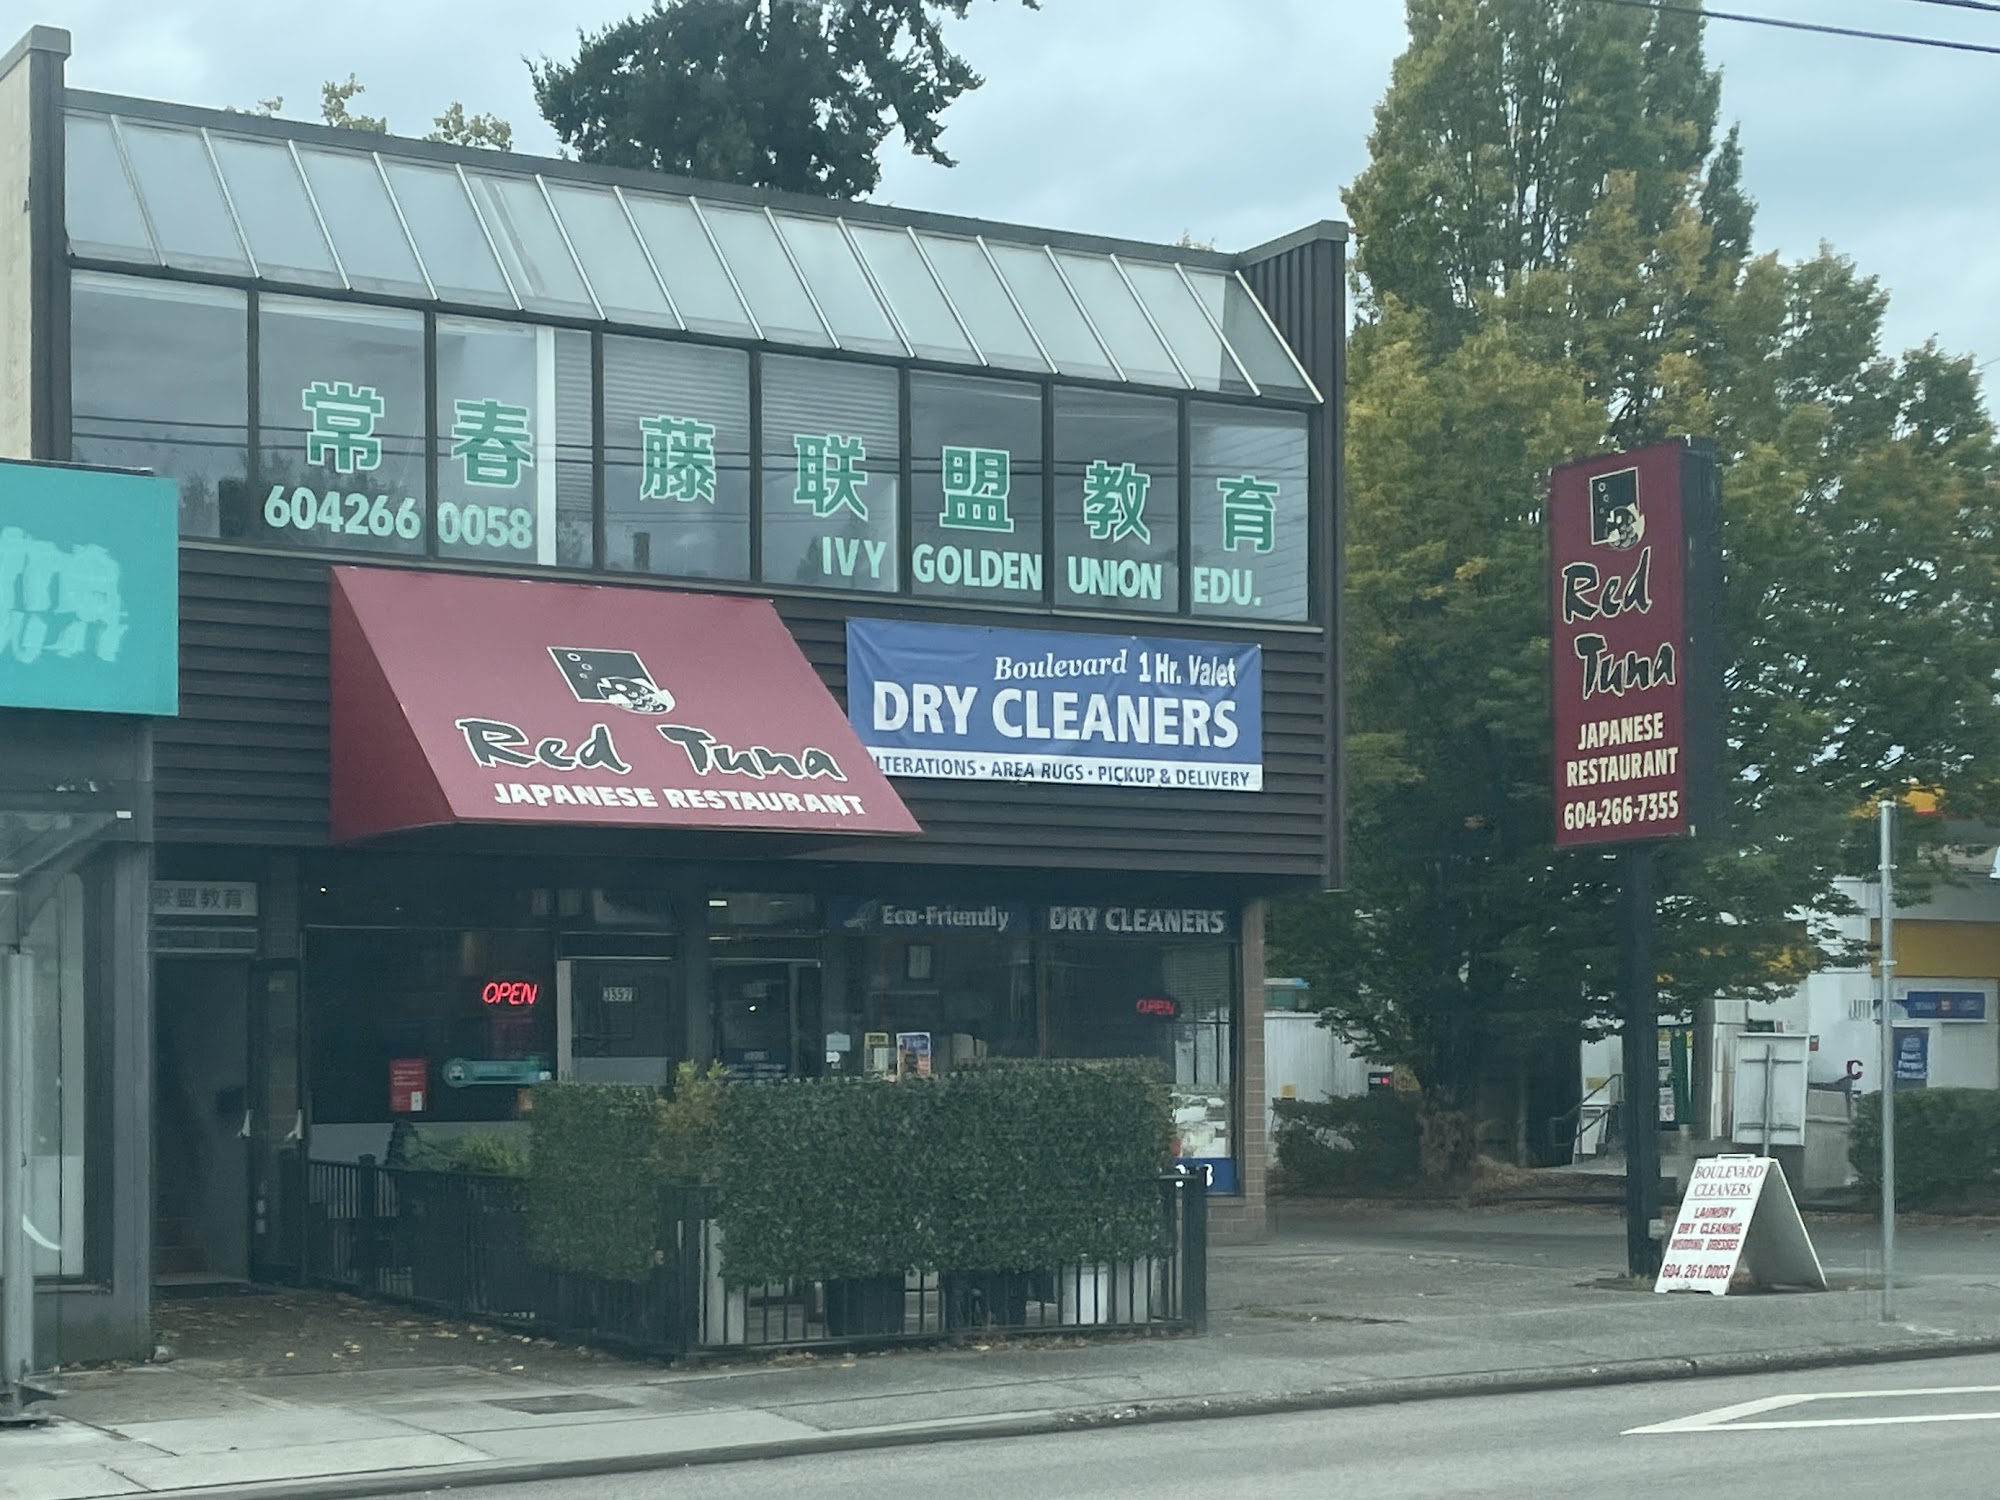 常春藤联盟教育
604266 0058
IVY GOLDEN UNION EDU.
Red Tuna
JAPANESE RESTAURANT
Boulevard 1 Hr. Valet
DRY CLEANERS
LTERATIONS • AREA RUGS • PICKUP & DELIVERY
Red
Tuna
JAPANESE
RESTAURANT
604-266-7355
联盟教育
Eco-Friendly DRY CLEANERS
OPEN
3597
OPEN
BOULEVARD
CLEANERS
LAUNDRY
DRY CLEANING
WEDDING DRESSES
604.261.0003